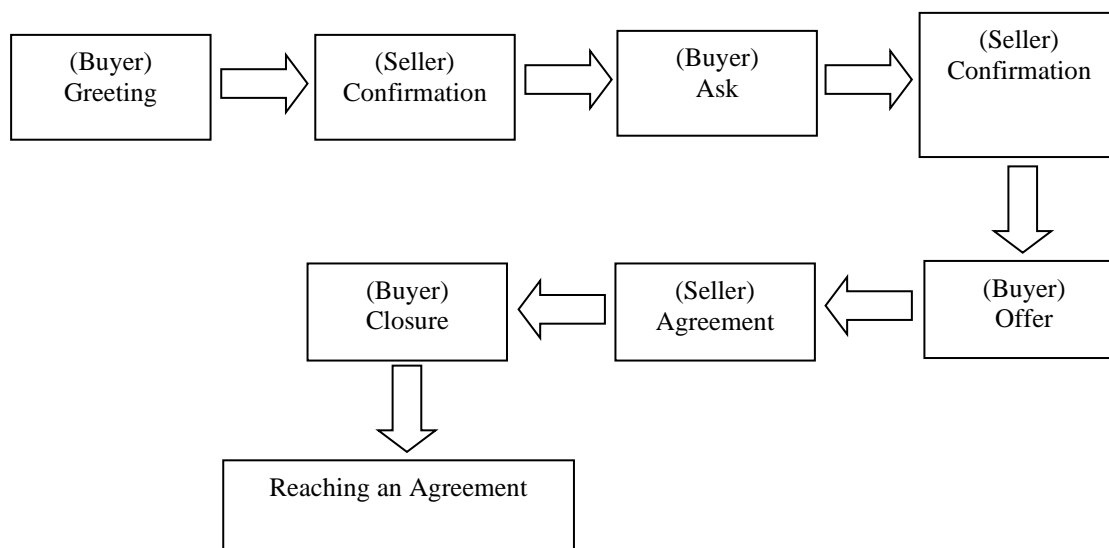 (Buyer)
Greeting
(Seller)
Confirmation
(Buyer)
Ask
(Seller)
Confirmation
(Buyer)
Offer
(Seller)
Agreement
(Buyer)
Closure
Reaching an Agreement